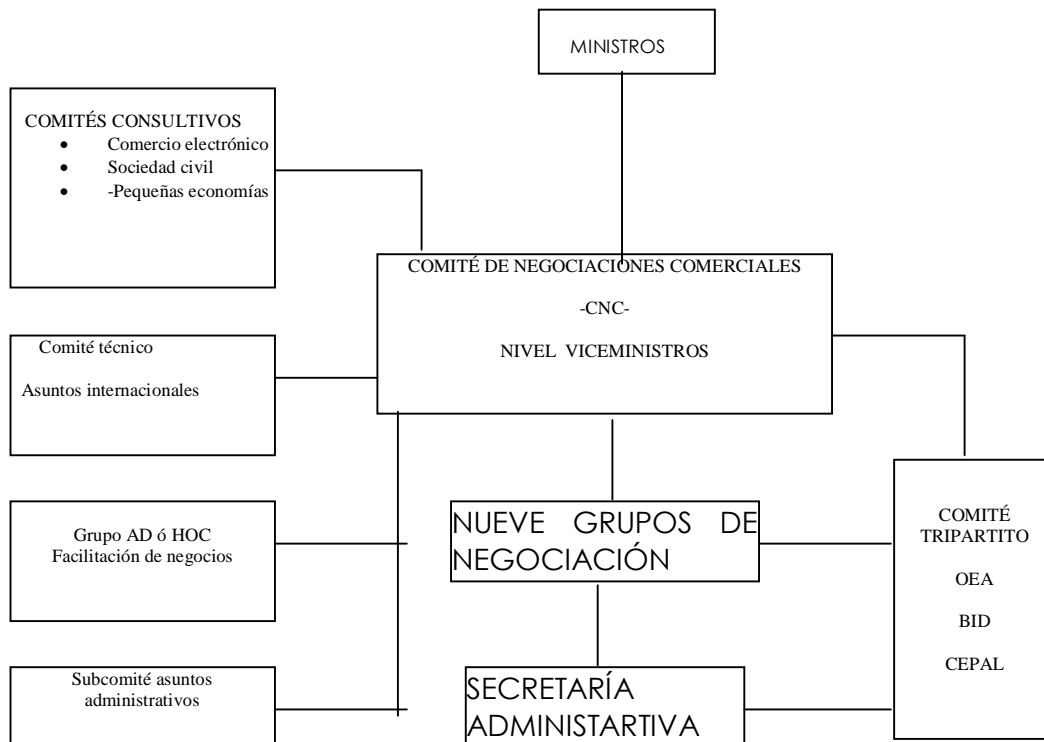 MINISTROS
COMITÉS CONSULTIVOS
• Comercio electrónico
• Sociedad civil
• -Pequeñas economías
COMITÉ DE NEGOCIACIONES COMERCIALES
-CNC-
NIVEL VICEMINISTROS
Comité técnico
Asuntos internacionales
Grupo AD ó HOC
Facilitación de negocios
NUEVE GRUPOS DE
NEGOCIACIÓN
COMITÉ
TRIPARTITO
OEA
BID
CEPAL
Subcomité asuntos
administrativos
SECRETARÍA
ADMINISTARTIVA